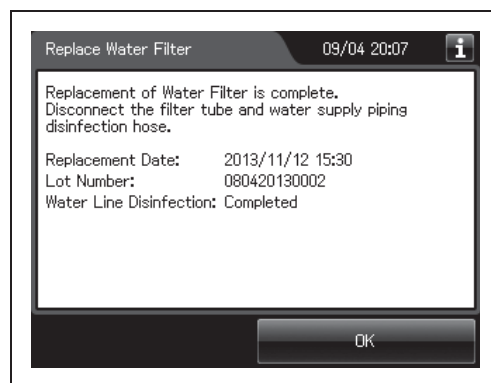 Replace Water Filter 09/04 20:07 i
Replacement of Water Filter is complete.
Disconnect the filter tube and water supply piping
disinfection hose.
Replacement Date: 2013/11/12 15:30
Lot Number: 080420130002
Water Line Disinfection: Completed
OK